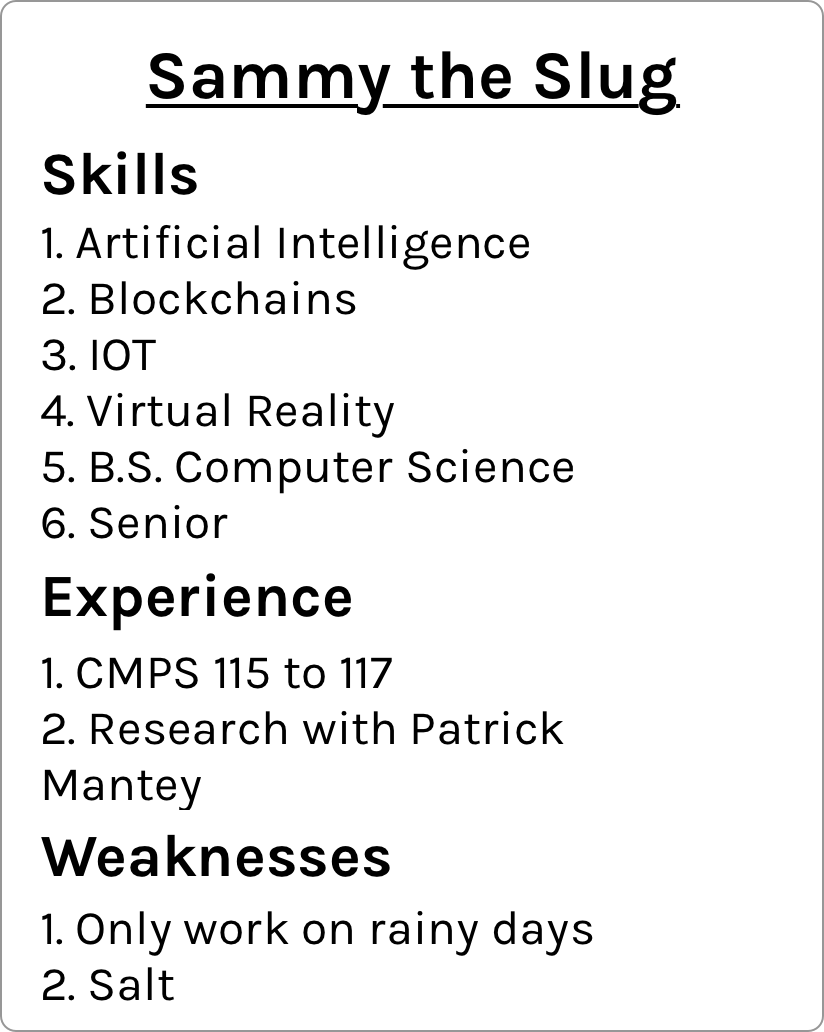 Sammy the Slug
Skills
1. Artificial Intelligence
2. Blockchains
3. IOT
4. Virtual Reality
5. B.S. Computer Science
6. Senior
Experience
1. CMPS 115 to 117
2. Research with Patrick
Mantey
Weaknesses
1. Only work on rainy days
2. Salt